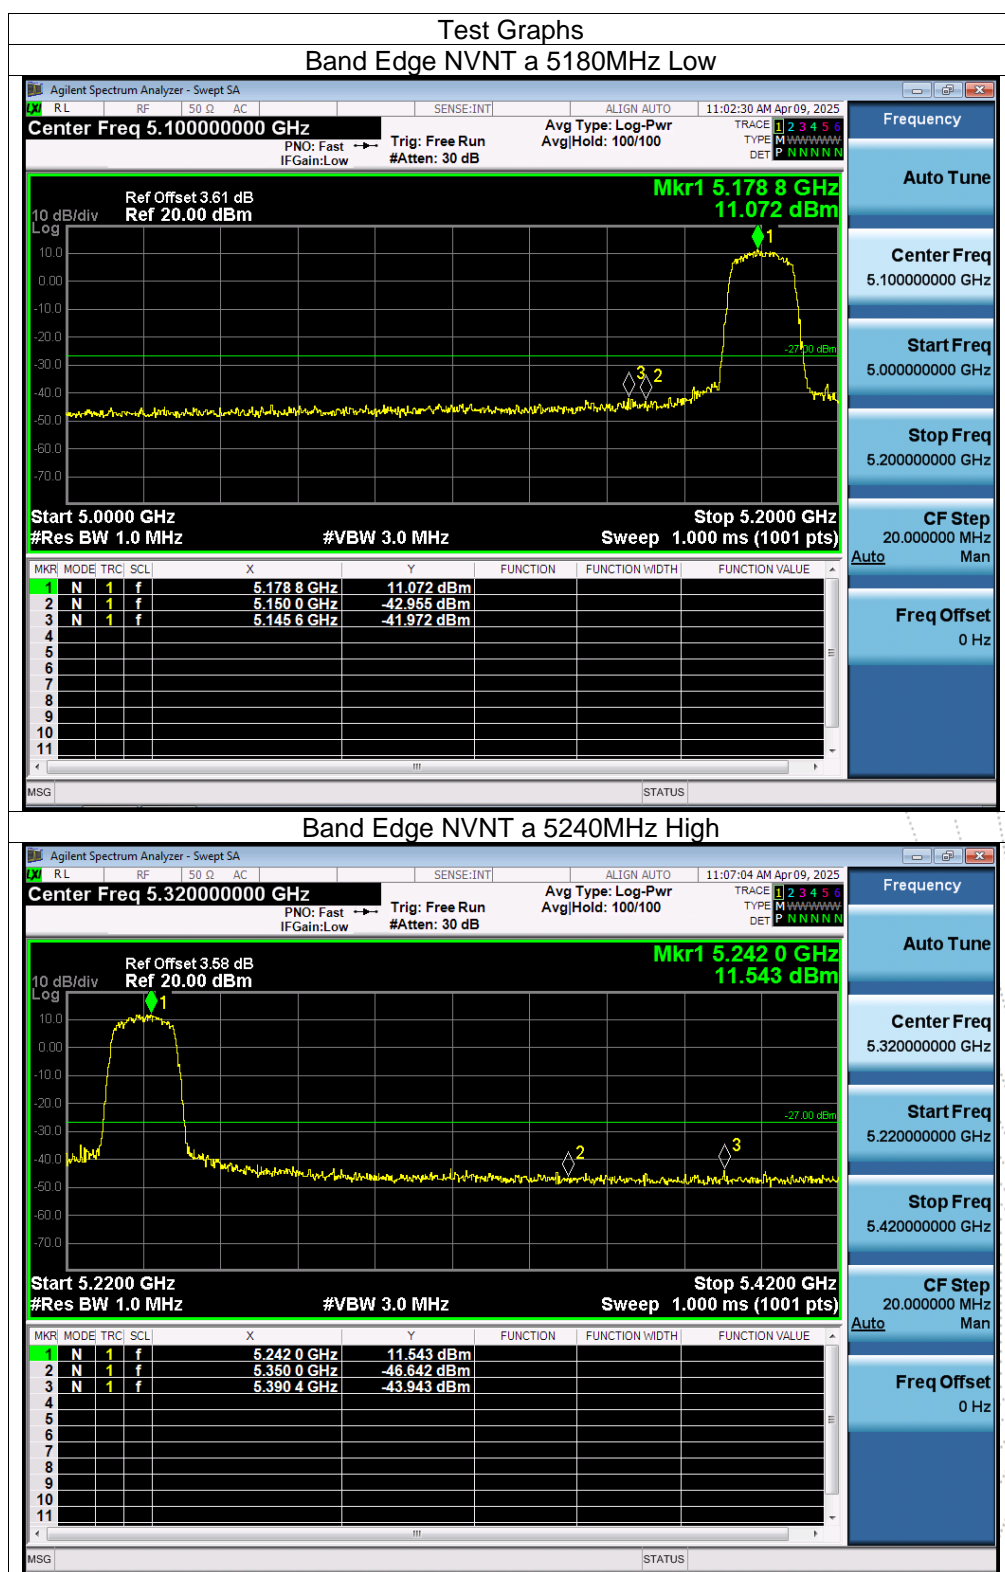 Test Graphs
Band Edge NVNT a 5180MHz Low
Agilent Spectrum Analyzer - Swept SA
LXI RL RF 50 Ω AC SENSE:INT ALIGN AUTO 11:02:30 AM Apr 09, 2025
Center Freq 5.100000000 GHz
PNO: Fast
IFGain:Low
Trig: Free Run
#Atten: 30 dB
Avg Type: Log-Pwr
Avg|Hold: 100/100
TRACE 1 2 3 4 5 6
TYPE M WWWWW
DET P N N N N N
Frequency
Auto Tune
Center Freq
5.100000000 GHz
Start Freq
5.000000000 GHz
Stop Freq
5.200000000 GHz
CF Step
20.000000 MHz
Auto Man
Freq Offset
0 Hz
Mkr1 5.178 8 GHz
11.072 dBm
Ref Offset 3.61 dB
10 dB/div Ref 20.00 dBm
Log
1
10.0
0.00
-10.0
-20.0
-27.00 dBm
-30.0
3 2
-40.0
-50.0
-60.0
-70.0
Start 5.0000 GHz Stop 5.2000 GHz
#Res BW 1.0 MHz #VBW 3.0 MHz Sweep 1.000 ms (1001 pts)
MKR MODE TRC SCL X Y FUNCTION FUNCTION WIDTH FUNCTION VALUE
1 N 1 f 5.178 8 GHz 11.072 dBm
2 N 1 f 5.150 0 GHz -42.955 dBm
3 N 1 f 5.145 6 GHz -41.972 dBm
4
5
6
7
8
9
10
11
MSG STATUS
Band Edge NVNT a 5240MHz High
Agilent Spectrum Analyzer - Swept SA
LXI RL RF 50 Ω AC SENSE:INT ALIGN AUTO 11:07:04 AM Apr 09, 2025
Center Freq 5.320000000 GHz
PNO: Fast
IFGain:Low
Trig: Free Run
#Atten: 30 dB
Avg Type: Log-Pwr
Avg|Hold: 100/100
TRACE 1 2 3 4 5 6
TYPE M WWWWW
DET P N N N N N
Frequency
Auto Tune
Center Freq
5.320000000 GHz
Start Freq
5.220000000 GHz
Stop Freq
5.420000000 GHz
CF Step
20.000000 MHz
Auto Man
Freq Offset
0 Hz
Mkr1 5.242 0 GHz
11.543 dBm
Ref Offset 3.58 dB
10 dB/div Ref 20.00 dBm
Log
1
10.0
0.00
-10.0
-20.0
-27.00 dBm
-30.0
2 3
-40.0
-50.0
-60.0
-70.0
Start 5.2200 GHz Stop 5.4200 GHz
#Res BW 1.0 MHz #VBW 3.0 MHz Sweep 1.000 ms (1001 pts)
MKR MODE TRC SCL X Y FUNCTION FUNCTION WIDTH FUNCTION VALUE
1 N 1 f 5.242 0 GHz 11.543 dBm
2 N 1 f 5.350 0 GHz -46.642 dBm
3 N 1 f 5.390 4 GHz -43.943 dBm
4
5
6
7
8
9
10
11
MSG STATUS